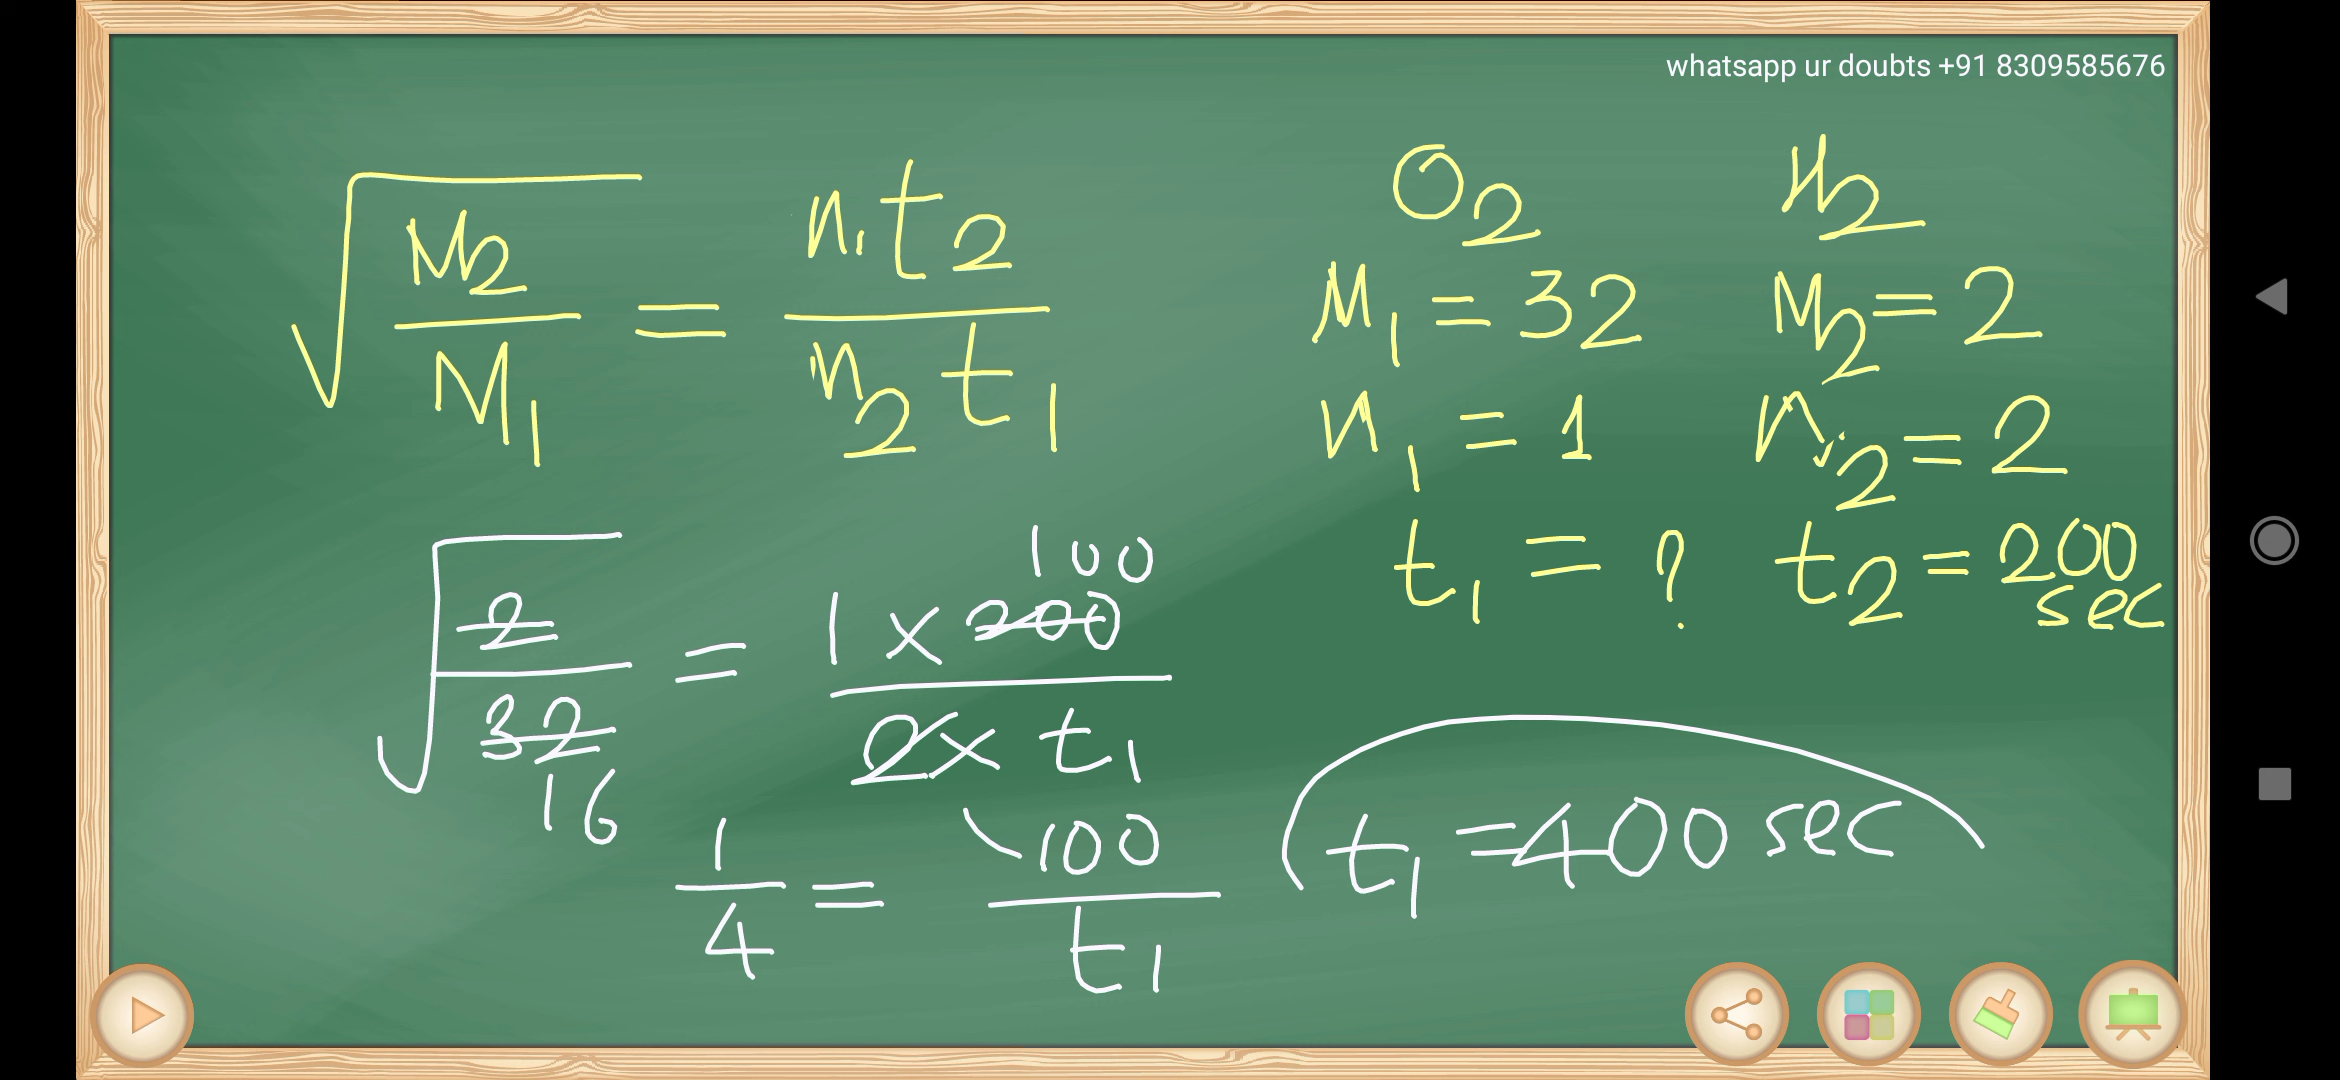 whatsapp ur doubts +91 8309585676
√(M2/M1) = n1t2/n2t1
O2 H2
M1 = 32 M2 = 2
n1 = 1 n2 = 2
t1 = ? t2 = 200 sec
√(2/32) = 1 × 200/2 × t1
100
16
1/4 = 100/t1
t1 = 400 sec